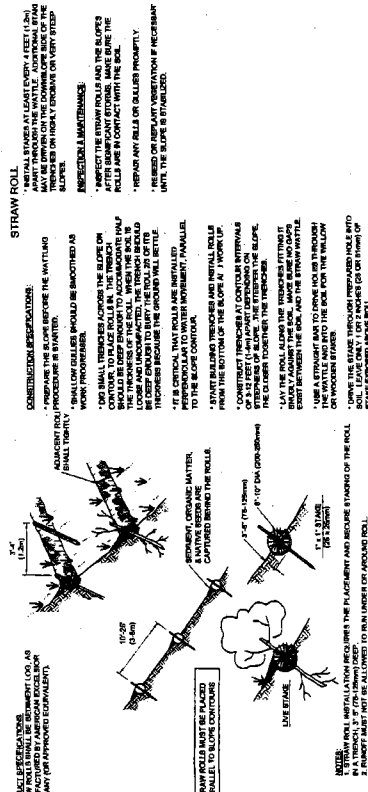 STRAW ROLL
CONSTRUCTION SPECIFICATIONS:
* PREPARE THE SLOPE BEFORE THE WATTLING
PROCEDURE IS STARTED.
* SHALLOW GULLIES SHOULD BE SMOOTHED AS
WORK PROGRESSES.
* DIG SMALL TRENCHES ACROSS THE SLOPE ON
CONTOUR, TO PLACE ROLLS IN. THE TRENCH
SHOULD BE DEEP ENOUGH TO ACCOMMODATE HALF
THE THICKNESS OF THE ROLL. WHEN THE SOIL IS
LOOSE AND UNCOMPACTED, THE TRENCH SHOULD
BE DEEP ENOUGH TO BURY THE ROLL 2/3 OF ITS
THICKNESS BECAUSE THE GROUND WILL SETTLE.
* IT IS CRITICAL THAT ROLLS ARE INSTALLED
PERPENDICULAR TO WATER MOVEMENT, PARALLEL
TO THE SLOPE CONTOUR.
* START BUILDING TRENCHES AND INSTALL ROLLS
FROM THE BOTTOM OF THE SLOPE AND WORK UP.
* CONSTRUCT TRENCHES AT CONTOUR INTERVALS
OF 3-12 FEET (1-4m) APART DEPENDING ON
STEEPNESS OF SLOPE. THE STEEPER THE SLOPE,
THE CLOSER TOGETHER THE TRENCHES.
* LAY THE ROLL ALONG THE TRENCHES FITTING IT
SNUGLY AGAINST THE SOIL. MAKE SURE NO GAPS
EXIST BETWEEN THE SOIL AND THE STRAW WATTLE.
* USE A STRAIGHT BAR TO DRIVE HOLES THROUGH
THE WATTLE AND INTO THE SOIL FOR THE WILLOW
OR WOODEN STAKES.
* DRIVE THE STAKE THROUGH PREPARED HOLE INTO
SOIL. LEAVE ONLY 1 OR 2 INCHES (25 OR 51mm) OF
STAKE EXPOSED ABOVE ROLL.
* INSTALL STAKES AT LEAST EVERY 4 FEET (1.2m)
APART THROUGH THE WATTLE. ADDITIONAL
MAY BE DRIVEN ON THE DOWNSLOPE SIDE OF THE
TRENCHES ON HIGHLY EROSIVE OR VERY STEEP
SLOPES.
INSPECTION & MAINTENANCE:
* INSPECT THE STRAW ROLLS AND THE SLOPES
AFTER SIGNIFICANT STORMS. MAKE SURE THE
ROLLS ARE IN CONTACT WITH THE SOIL.
* REPAIR ANY RILLS OR GULLIES PROMPTLY.
* RESEED OR REPLANT VEGETATION IF NECESSARY
UNTIL THE SLOPE IS STABILIZED.
SPECIFICATIONS
ROLLS SHALL BE SEDIMENT LOG, AS
BY AMERICAN EXCELSIOR
(OR APPROVED EQUIVALENT).
3'-4'
(1.2m)
ADJACENT
SHALL TIGHTLY
10'-25'
(3-8m)
SEDIMENT, ORGANIC MATTER,
& NATIVE SEEDS ARE
CAPTURED BEHIND THE ROLLS.
ROLLS MUST BE PLACED
TO SLOPE CONTOURS
LIVE STAKE
3"-5" (75-125mm)
8"-10" DIA (200-250mm)
1" x 1" STAKE
(25 x 25mm)
NOTES:
1. STRAW ROLL INSTALLATION REQUIRES THE PLACEMENT AND SECURE STAKING OF THE ROLL
IN A TRENCH, 3"-5" (75-125mm) DEEP.
2. RUNOFF MUST NOT BE ALLOWED TO RUN UNDER OR AROUND ROLL.